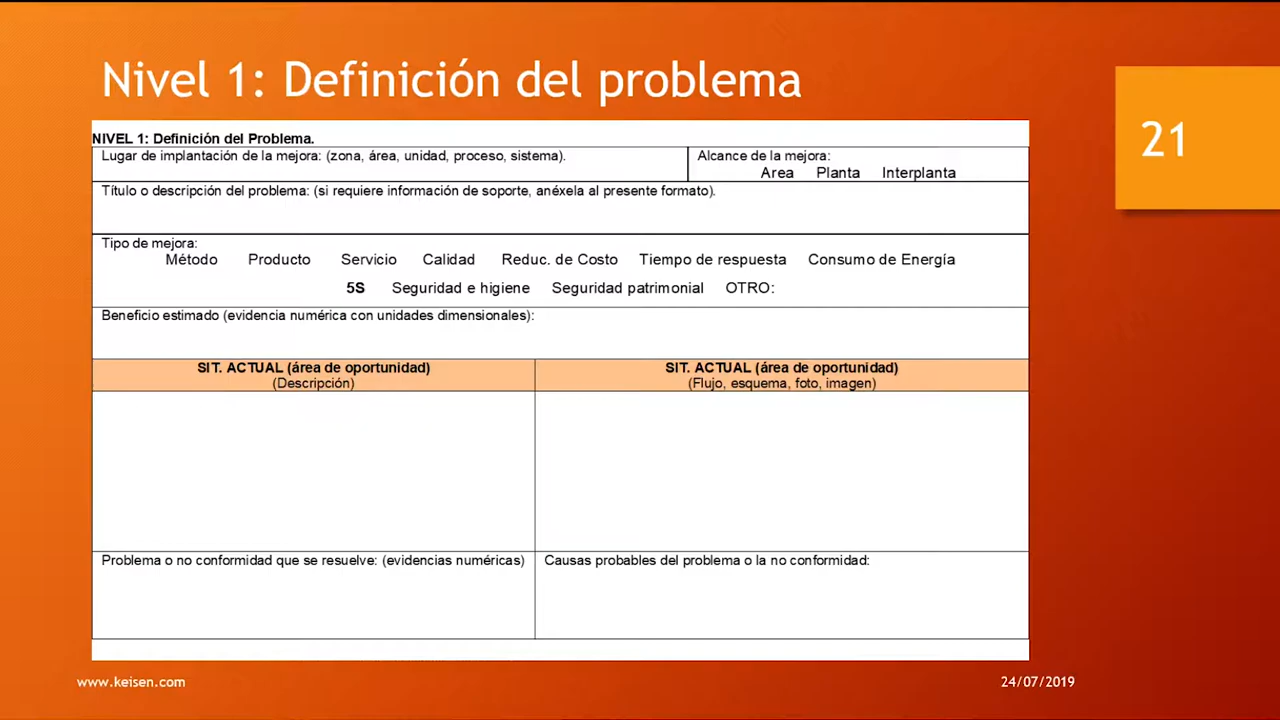 Nivel 1: Definición del problema
21
NIVEL 1: Definición del Problema.
Lugar de implantación de la mejora: (zona, área, unidad, proceso, sistema).
Alcance de la mejora:
Area Planta Interplanta
Título o descripción del problema: (si requiere información de soporte, anéxela al presente formato).
Tipo de mejora:
Método Producto Servicio Calidad Reduc. de Costo Tiempo de respuesta Consumo de Energía
5S Seguridad e higiene Seguridad patrimonial OTRO:
Beneficio estimado (evidencia numérica con unidades dimensionales):
SIT. ACTUAL (área de oportunidad)
(Descripción)
SIT. ACTUAL (área de oportunidad)
(Flujo, esquema, foto, imagen)
Problema o no conformidad que se resuelve: (evidencias numéricas)
Causas probables del problema o la no conformidad:
www.keisen.com
24/07/2019